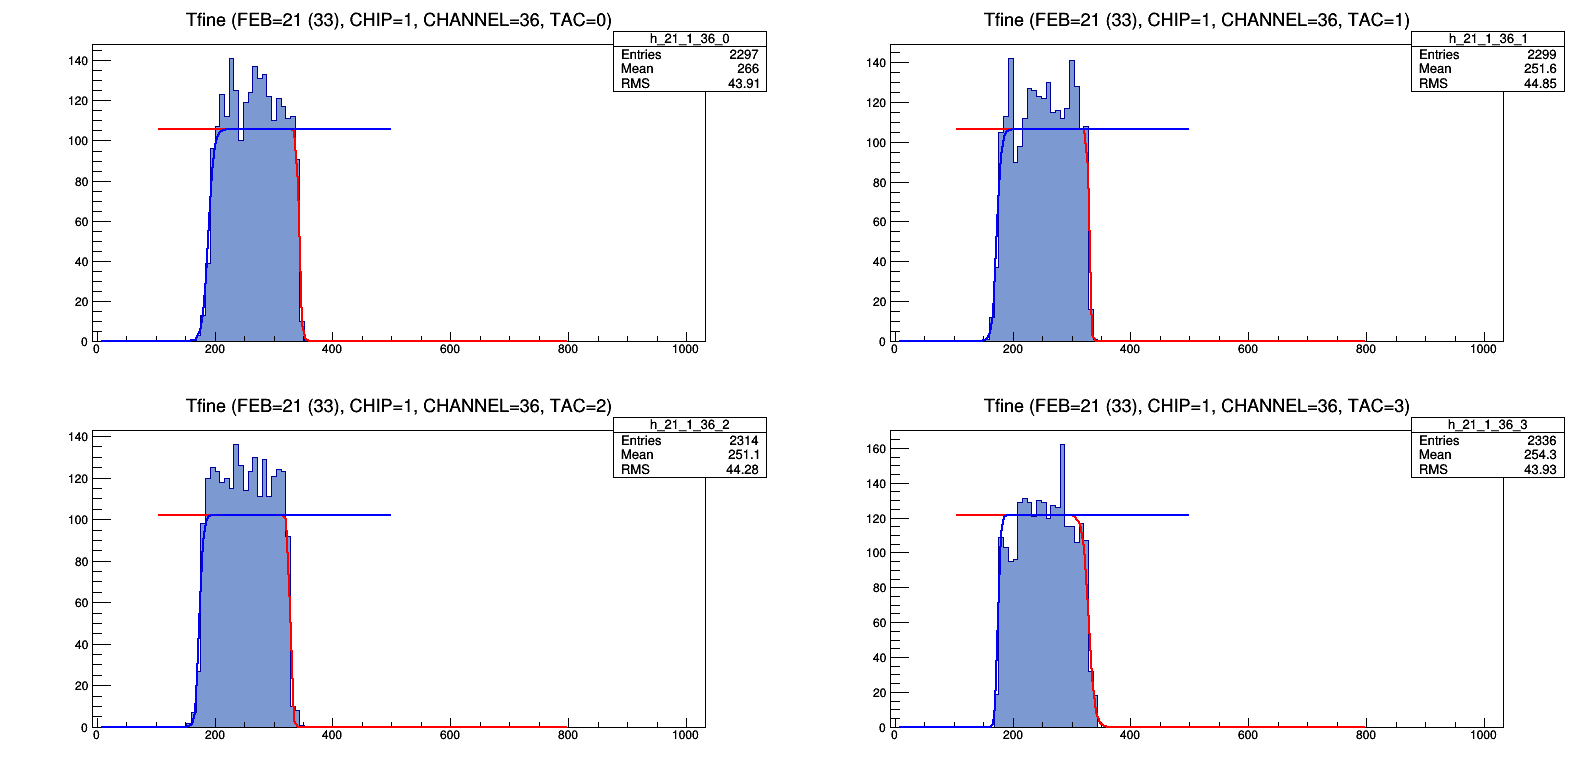 Tfine (FEB=21 (33), CHIP=1, CHANNEL=36, TAC=0)
h_21_1_36_0
Entries 2297
Mean 266
RMS 43.91
140
120
100
80
60
40
20
0
0 200 400 600 800 1000
Tfine (FEB=21 (33), CHIP=1, CHANNEL=36, TAC=1)
h_21_1_36_1
Entries 2299
Mean 251.6
RMS 44.85
140
120
100
80
60
40
20
0
0 200 400 600 800 1000
Tfine (FEB=21 (33), CHIP=1, CHANNEL=36, TAC=2)
h_21_1_36_2
Entries 2314
Mean 251.1
RMS 44.28
140
120
100
80
60
40
20
0
0 200 400 600 800 1000
Tfine (FEB=21 (33), CHIP=1, CHANNEL=36, TAC=3)
h_21_1_36_3
Entries 2336
Mean 254.3
RMS 43.93
160
140
120
100
80
60
40
20
0
0 200 400 600 800 1000